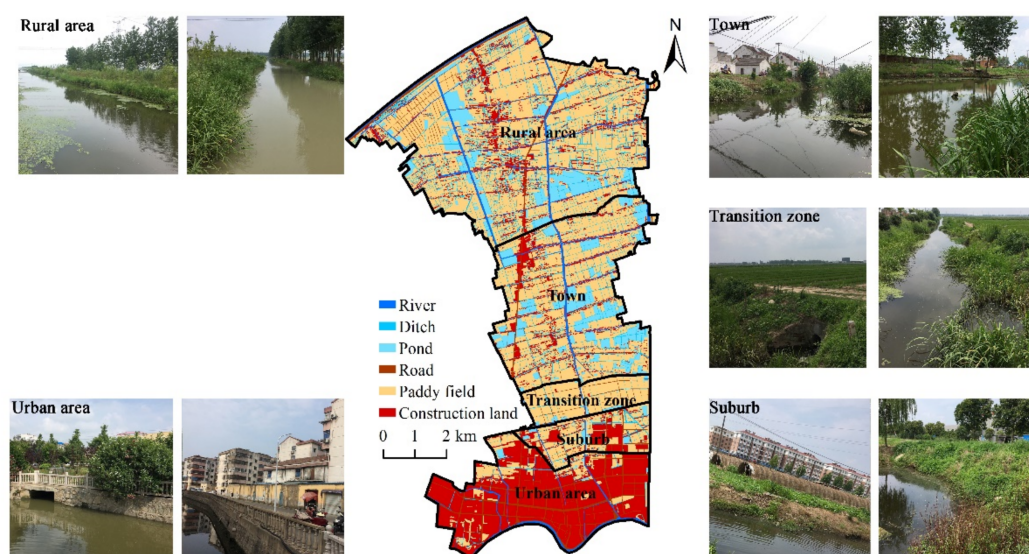 Rural area
N
Town
Rural area
Transition zone
Town
River
Ditch
Pond
Road
Paddy field
Construction land
0 1 2 km
Transition zone
Suburb
Urban area
Urban area
Suburb